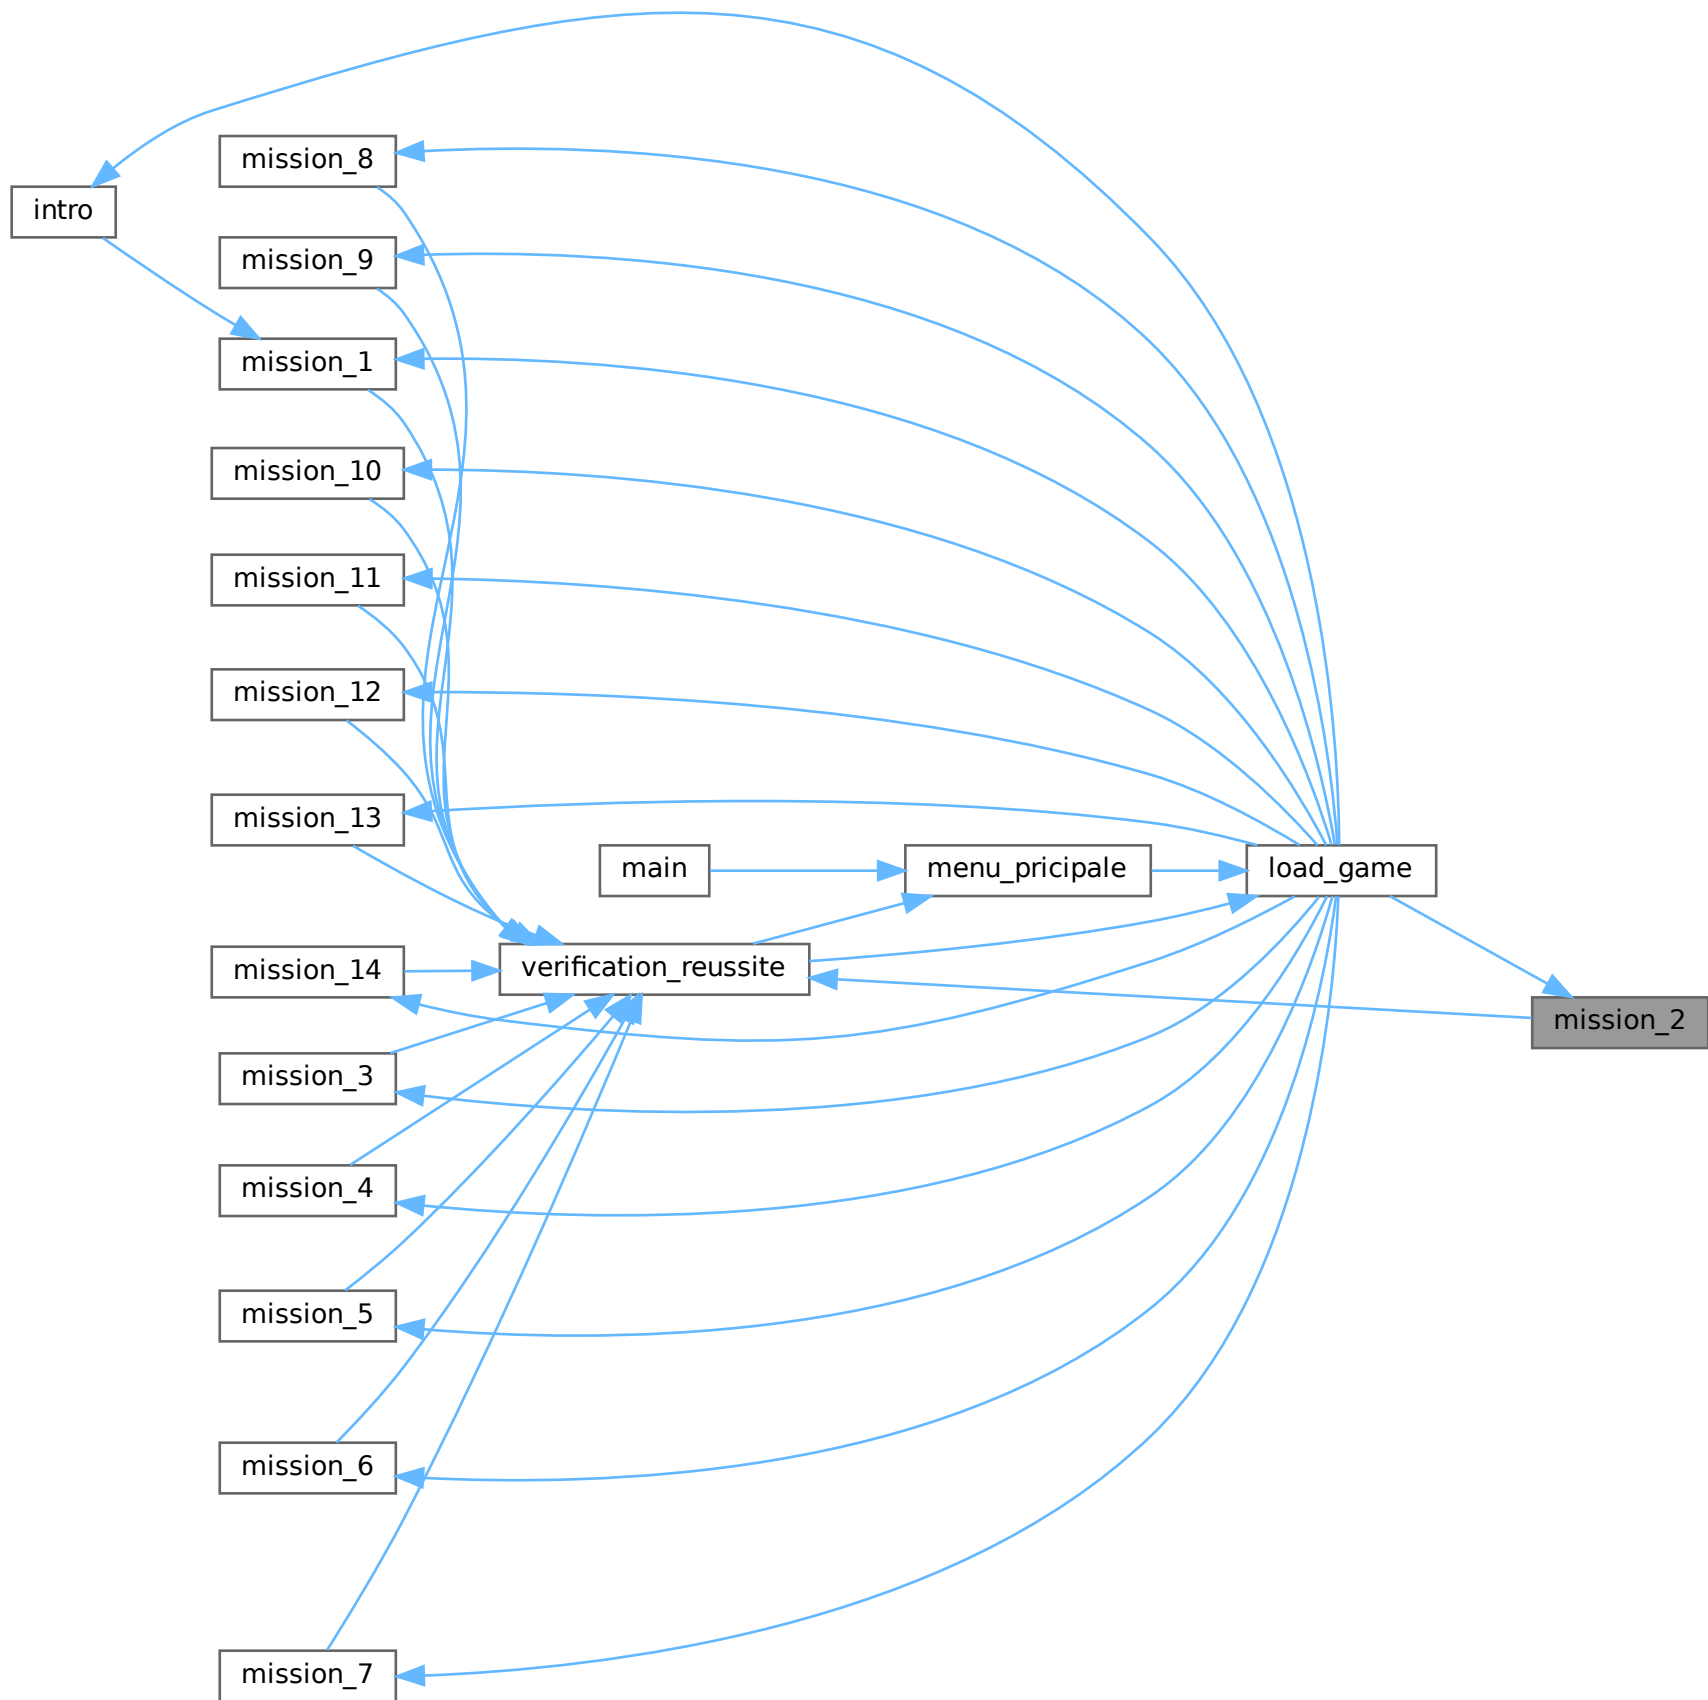 mission_8
intro
mission_9
mission_1
mission_10
mission_11
mission_12
mission_13
main
menu_pricipale
load_game
verification_reussite
mission_14
mission_2
mission_3
mission_4
mission_5
mission_6
mission_7